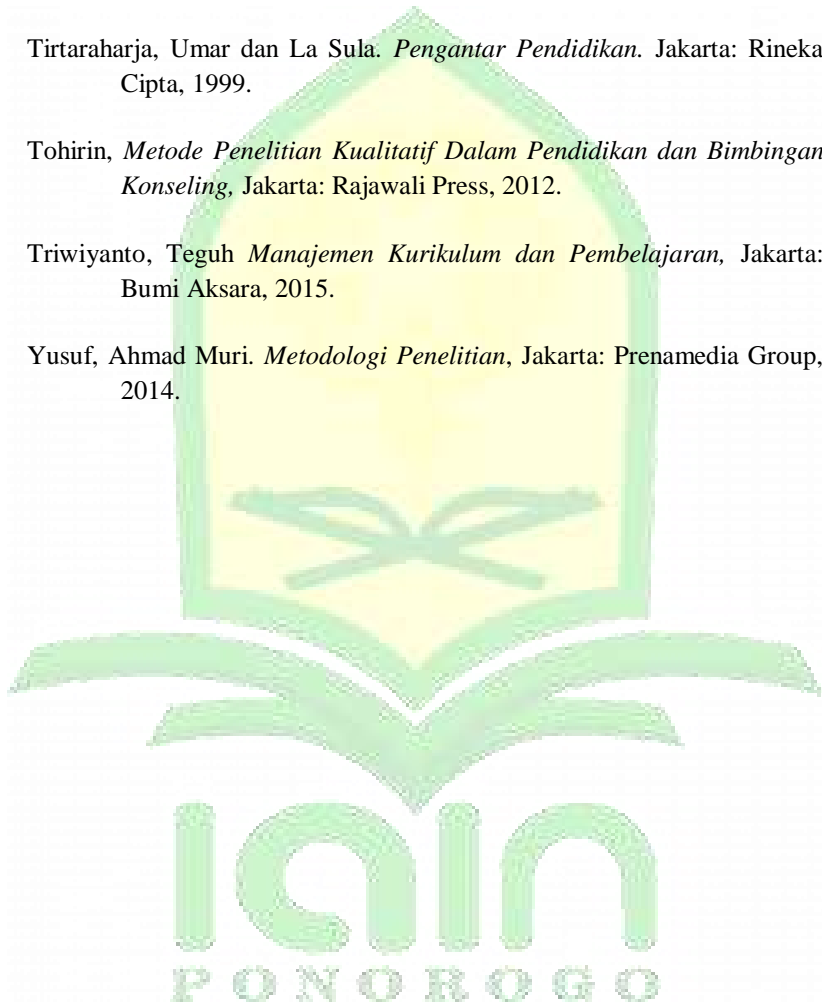 Tirtaraharja, Umar dan La Sula. Pengantar Pendidikan. Jakarta: Rineka
Cipta, 1999.
Tohirin, Metode Penelitian Kualitatif Dalam Pendidikan dan Bimbingan
Konseling, Jakarta: Rajawali Press, 2012.
Triwiyanto, Teguh Manajemen Kurikulum dan Pembelajaran, Jakarta:
Bumi Aksara, 2015.
Yusuf, Ahmad Muri. Metodologi Penelitian, Jakarta: Prenamedia Group,
2014.
iain
PONOROGO